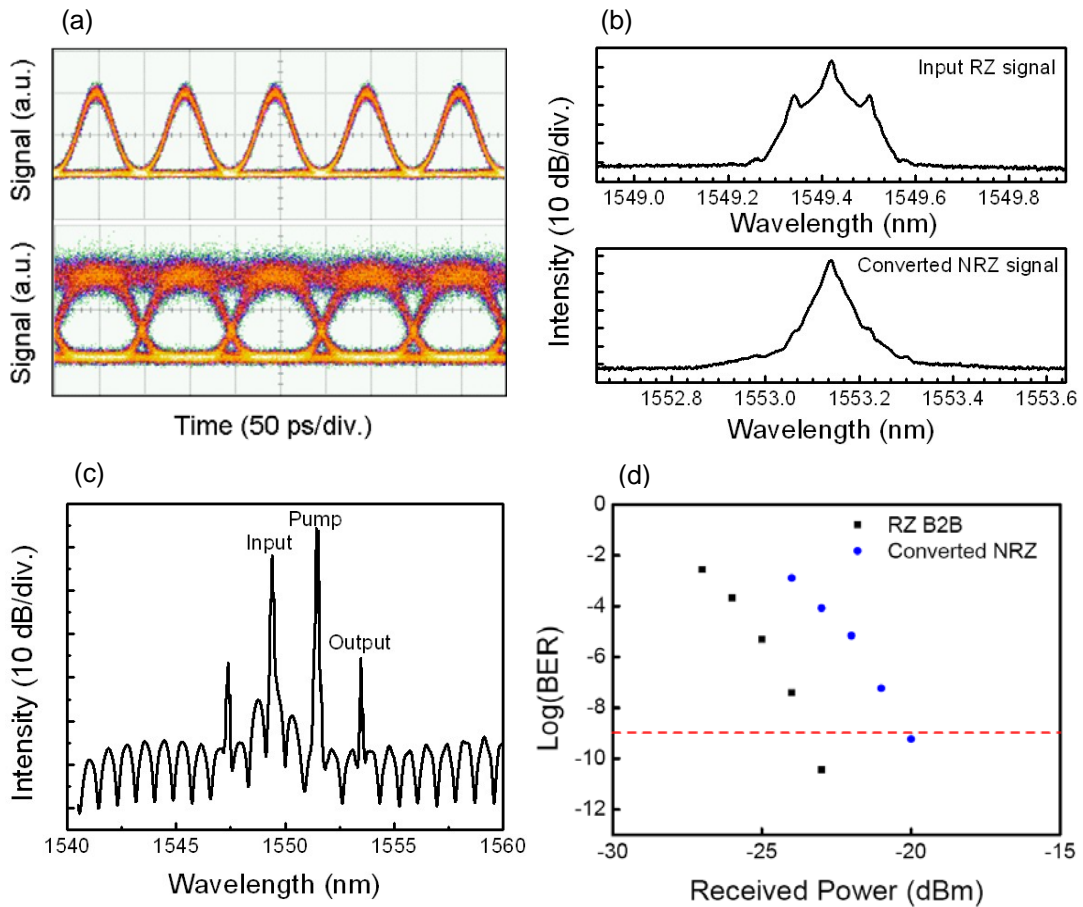 (a)
Signal (a.u.)
Signal (a.u.)
Time (50 ps/div.)
(b)
Intensity (10 dB/div.)
Input RZ signal
1549.0 1549.2 1549.4 1549.6 1549.8
Wavelength (nm)
Converted NRZ signal
1552.8 1553.0 1553.2 1553.4 1553.6
Wavelength (nm)
(c)
Intensity (10 dB/div.)
Input
Pump
Output
1540 1545 1550 1555 1560
Wavelength (nm)
(d)
Log(BER)
0
-2
-4
-6
-8
-10
-12
RZ B2B
Converted NRZ
-30 -25 -20 -15
Received Power (dBm)